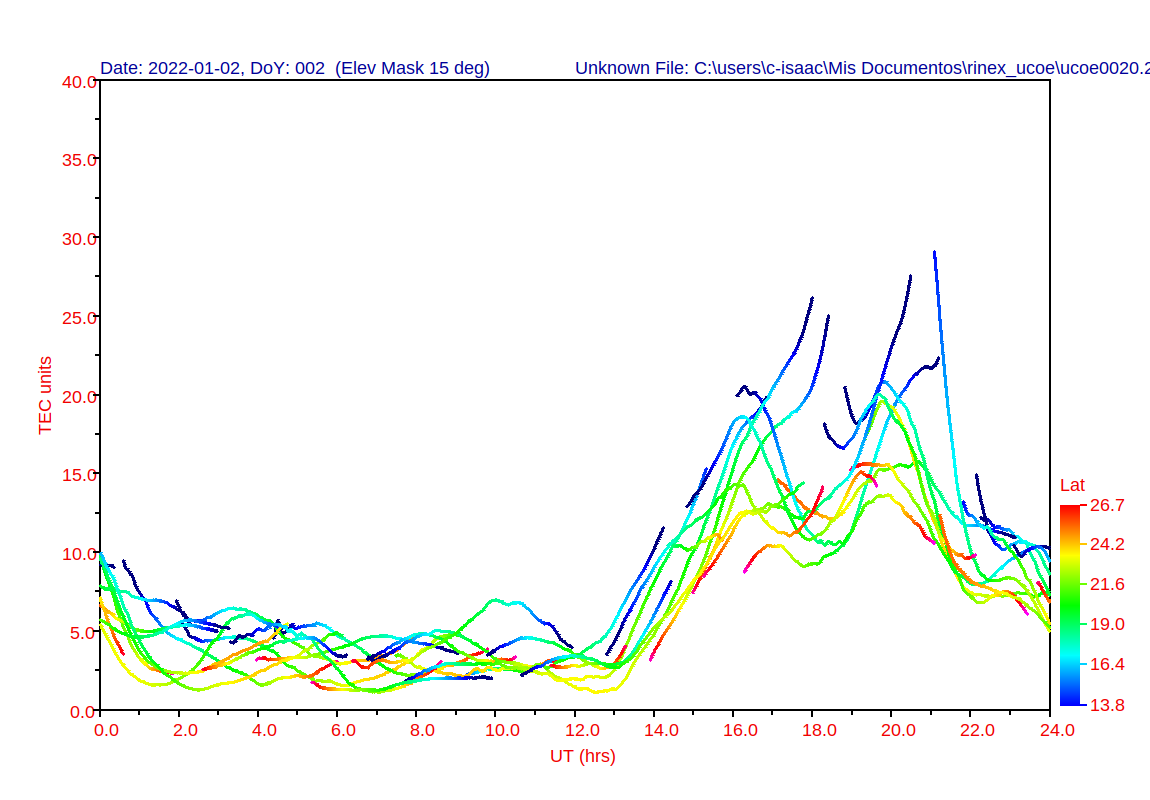 Date: 2022-01-02, DoY: 002  (Elev Mask 15 deg)
Unknown File: C:\users\c-isaac\Mis Documentos\rinex_ucoe\ucoe0020.2
40.0
35.0
30.0
25.0
20.0
15.0
10.0
5.0
0.0
TEC units
0.0 2.0 4.0 6.0 8.0 10.0 12.0 14.0 16.0 18.0 20.0 22.0 24.0
UT (hrs)
Lat
26.7
24.2
21.6
19.0
16.4
13.8